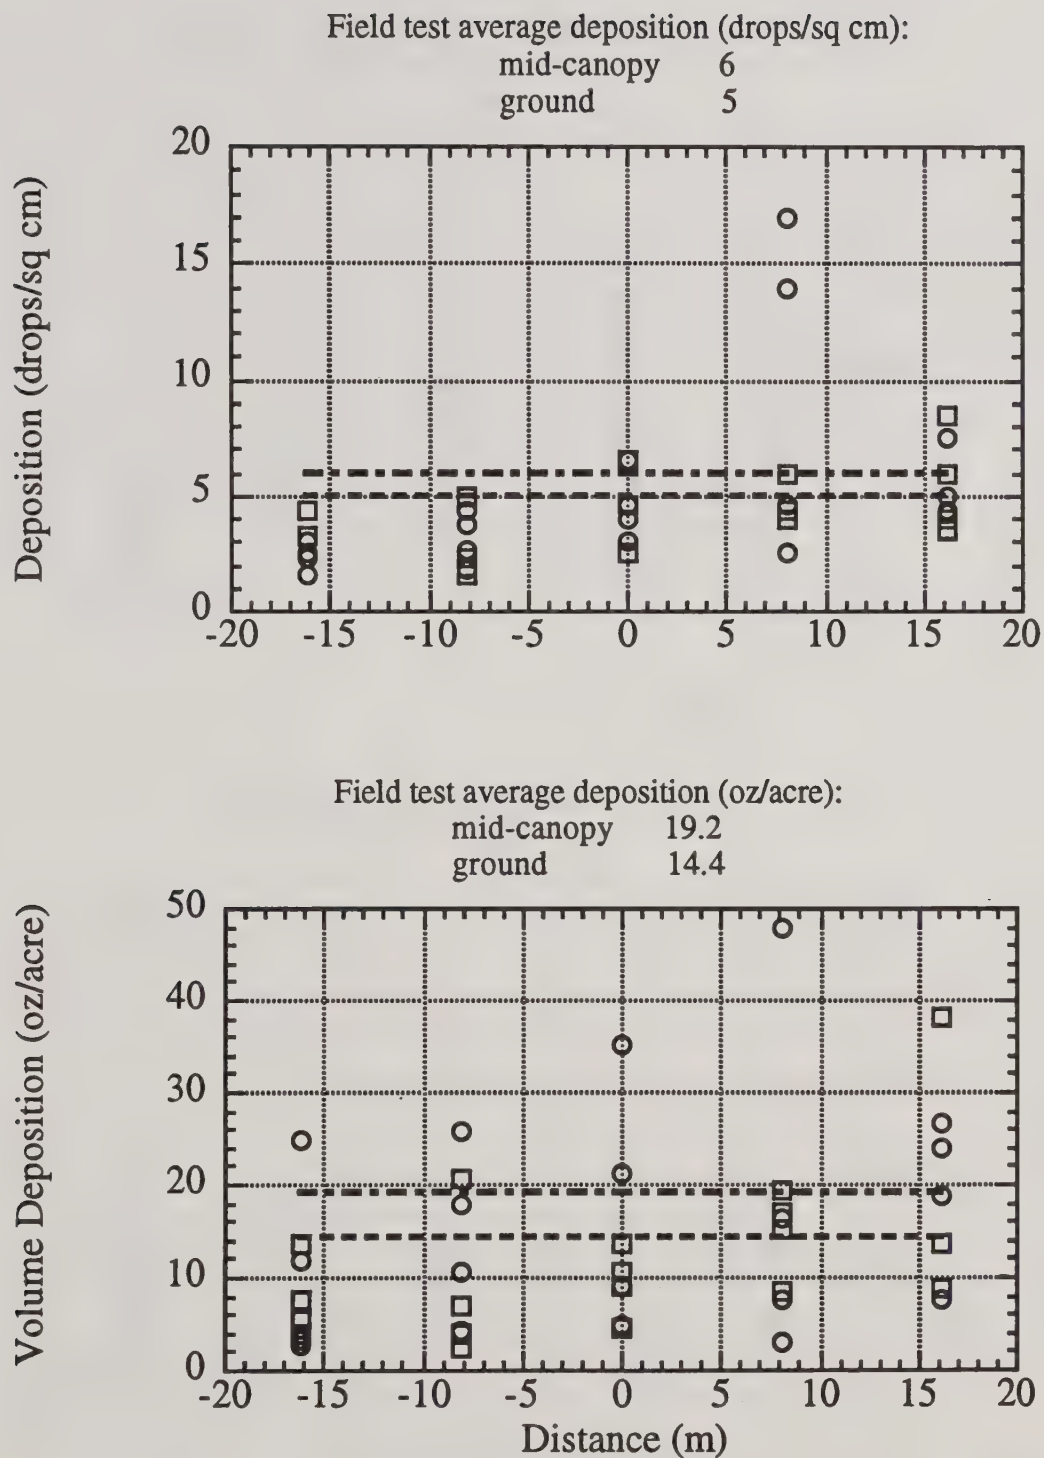 Field test average deposition (drops/sq cm):
mid-canopy 6
ground 5
Deposition (drops/sq cm)
20
15
10
5
0
-20 -15 -10 -5 0 5 10 15 20
Field test average deposition (oz/acre):
mid-canopy 19.2
ground 14.4
Volume Deposition (oz/acre)
50
40
30
20
10
0
-20 -15 -10 -5 0 5 10 15 20
Distance (m)